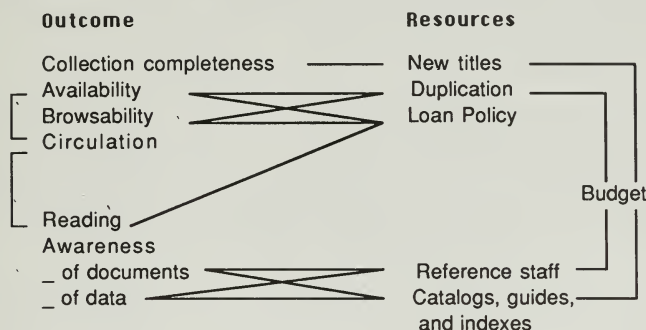 Outcome Resources
Collection completeness New titles
Availability Duplication
Browsability Loan Policy
Circulation
Budget
Reading
Awareness
_ of documents Reference staff
_ of data Catalogs, guides,
and indexes